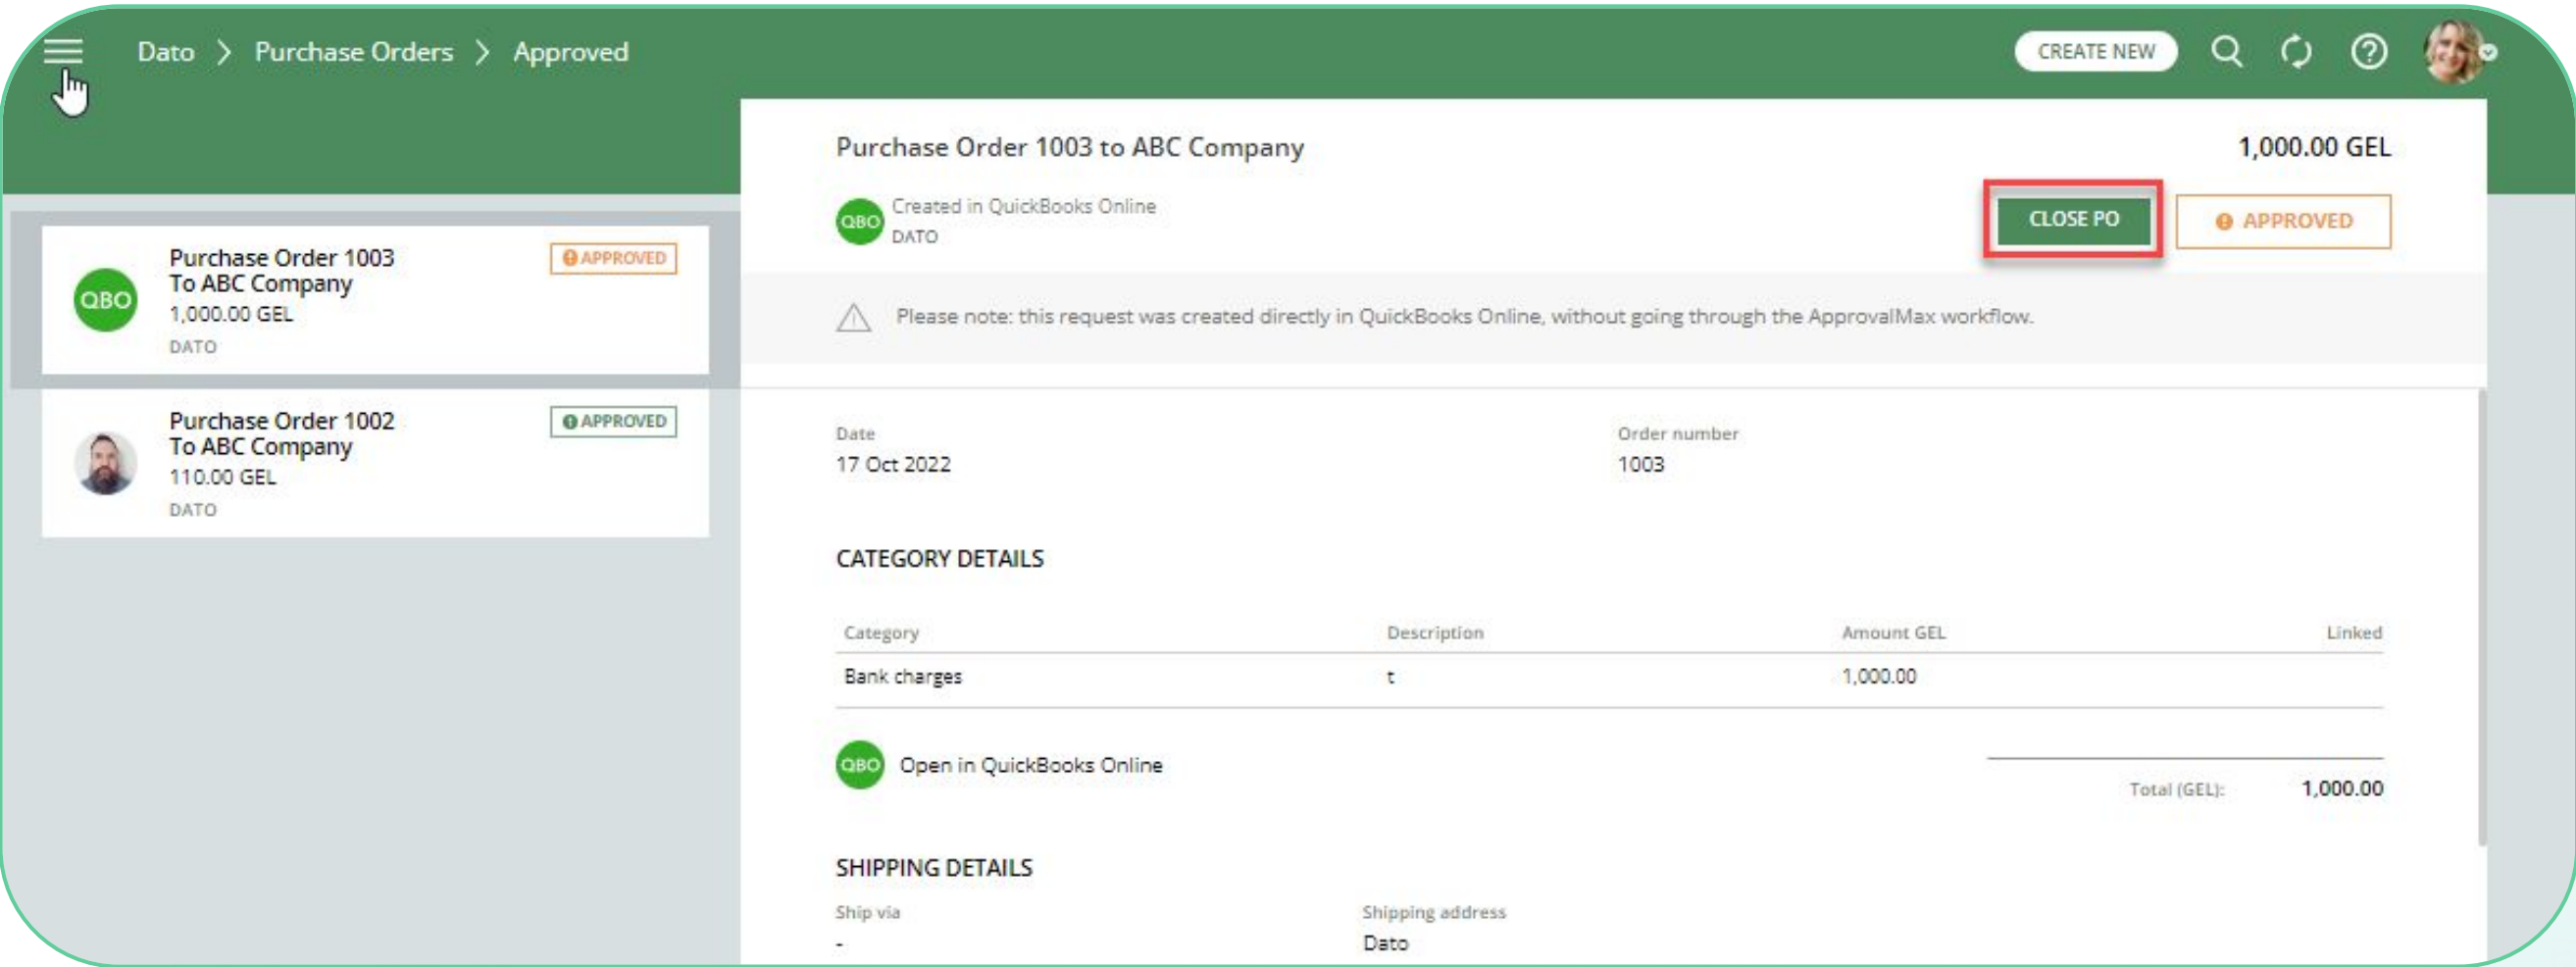 Dato > Purchase Orders > Approved
CREATE NEW
Purchase Order 1003 to ABC Company
1,000.00 GEL
QBO
Created in QuickBooks Online
DATO
CLOSE PO
APPROVED
Please note: this request was created directly in QuickBooks Online, without going through the ApprovalMax workflow.
QBO
Purchase Order 1003
To ABC Company
1,000.00 GEL
DATO
APPROVED
Purchase Order 1002
To ABC Company
110.00 GEL
DATO
APPROVED
Date
17 Oct 2022
Order number
1003
CATEGORY DETAILS
Category Description Amount GEL Linked
Bank charges t 1,000.00
QBO
Open in QuickBooks Online
Total (GEL): 1,000.00
SHIPPING DETAILS
Ship via
-
Shipping address
Dato